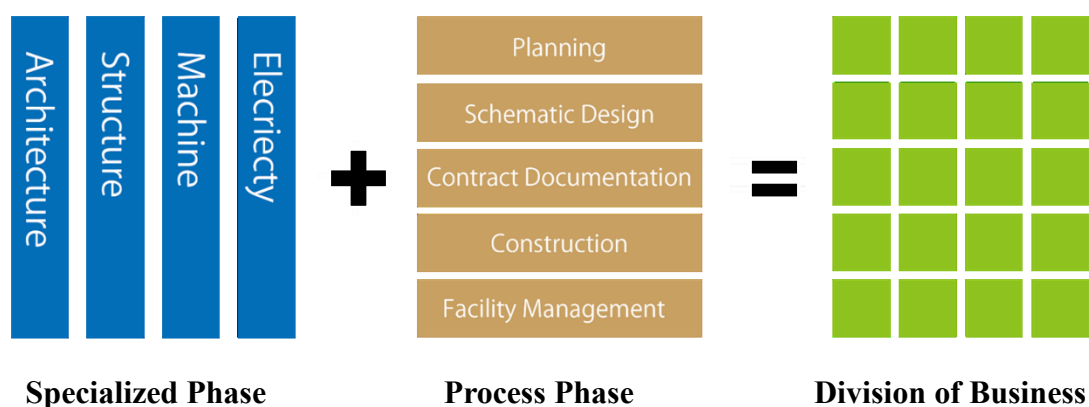 Architecture
Structure
Machine
Elecriecty
+
Planning
Schematic Design
Contract Documentation
Construction
Facility Management
=
Specialized Phase
Process Phase
Division of Business